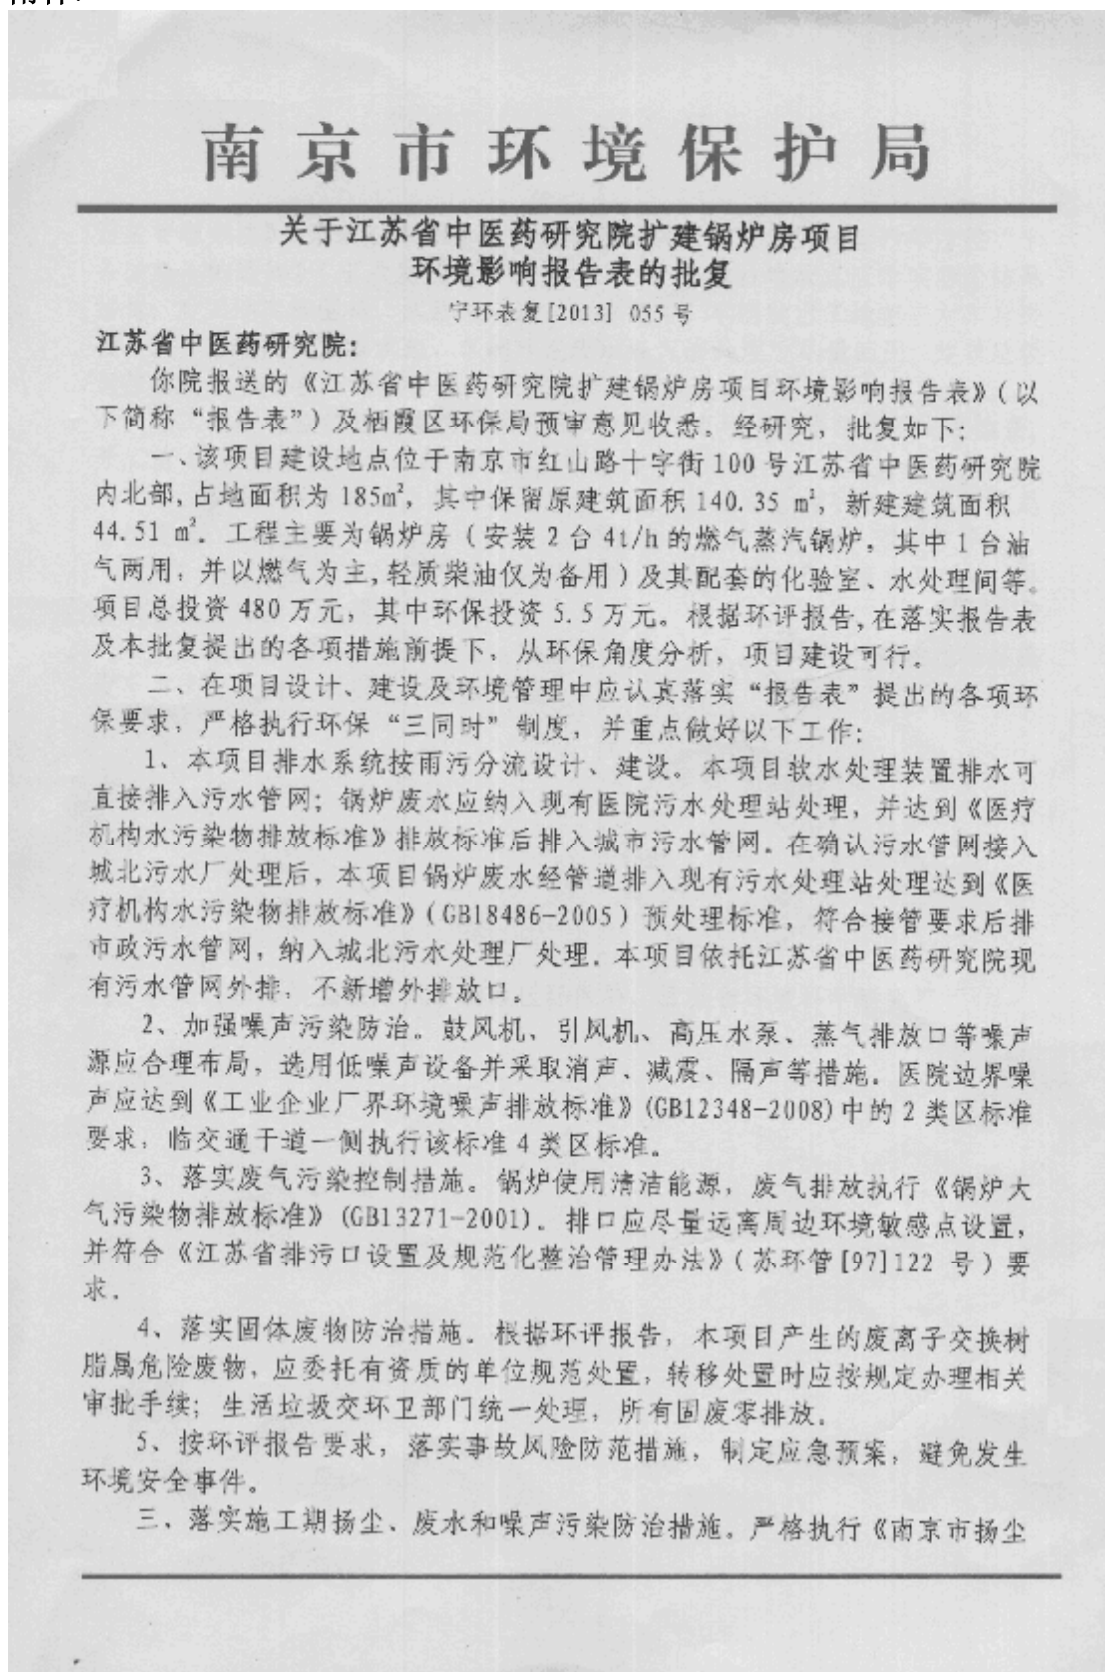 南京市环境保护局
关于江苏省中医药研究院扩建锅炉房项目
环境影响报告表的批复
宁环表复[2013] 055 号
江苏省中医药研究院：
你院报送的《江苏省中医药研究院扩建锅炉房项目环境影响报告表》（以
下简称“报告表”）及栖霞区环保局预审意见收悉。经研究，批复如下：
一、该项目建设地点位于南京市红山路十字街 100 号江苏省中医药研究院
内北部，占地面积为 185㎡，其中保留原建筑面积 140.35 ㎡，新建建筑面积
44.51 ㎡。工程主要为锅炉房（安装 2 台 4t/h 的燃气蒸汽锅炉，其中 1 台油
气两用，并以燃气为主，轻质柴油仅为备用）及其配套的化验室、水处理间等。
项目总投资 480 万元，其中环保投资 5.5 万元。根据环评报告，在落实报告表
及本批复提出的各项措施前提下，从环保角度分析，项目建设可行。
二、在项目设计、建设及环境管理中应认真落实“报告表”提出的各项环
保要求，严格执行环保“三同时”制度，并重点做好以下工作：
1、本项目排水系统按雨污分流设计、建设。本项目软水处理装置排水可
直接排入污水管网；锅炉废水应纳入现有医院污水处理站处理，并达到《医疗
机构水污染物排放标准》排放标准后排入城市污水管网。在确认污水管网接入
城北污水厂处理后，本项目锅炉废水经管道排入现有污水处理站处理达到《医
疗机构水污染物排放标准》（GB18486-2005）预处理标准，符合接管要求后排
市政污水管网，纳入城北污水处理厂处理。本项目依托江苏省中医药研究院现
有污水管网外排，不新增外排放口。
2、加强噪声污染防治。鼓风机、引风机、高压水泵、蒸气排放口等噪声
源应合理布局，选用低噪声设备并采取消声、减震、隔声等措施。医院边界噪
声应达到《工业企业厂界环境噪声排放标准》(GB12348-2008)中的 2 类区标准
要求，临交通干道一侧执行该标准 4 类区标准。
3、落实废气污染控制措施。锅炉使用清洁能源，废气排放执行《锅炉大
气污染物排放标准》(GB13271-2001)。排口应尽量远离周边环境敏感点设置，
并符合《江苏省排污口设置及规范化整治管理办法》（苏环管[97]122 号）要
求。
4、落实固体废物防治措施。根据环评报告，本项目产生的废离子交换树
脂属危险废物，应委托有资质的单位规范处置，转移处置时应按规定办理相关
审批手续；生活垃圾交环卫部门统一处理，所有固废零排放。
5、按环评报告要求，落实事故风险防范措施，制定应急预案，避免发生
环境安全事件。
三、落实施工期扬尘、废水和噪声污染防治措施。严格执行《南京市扬尘